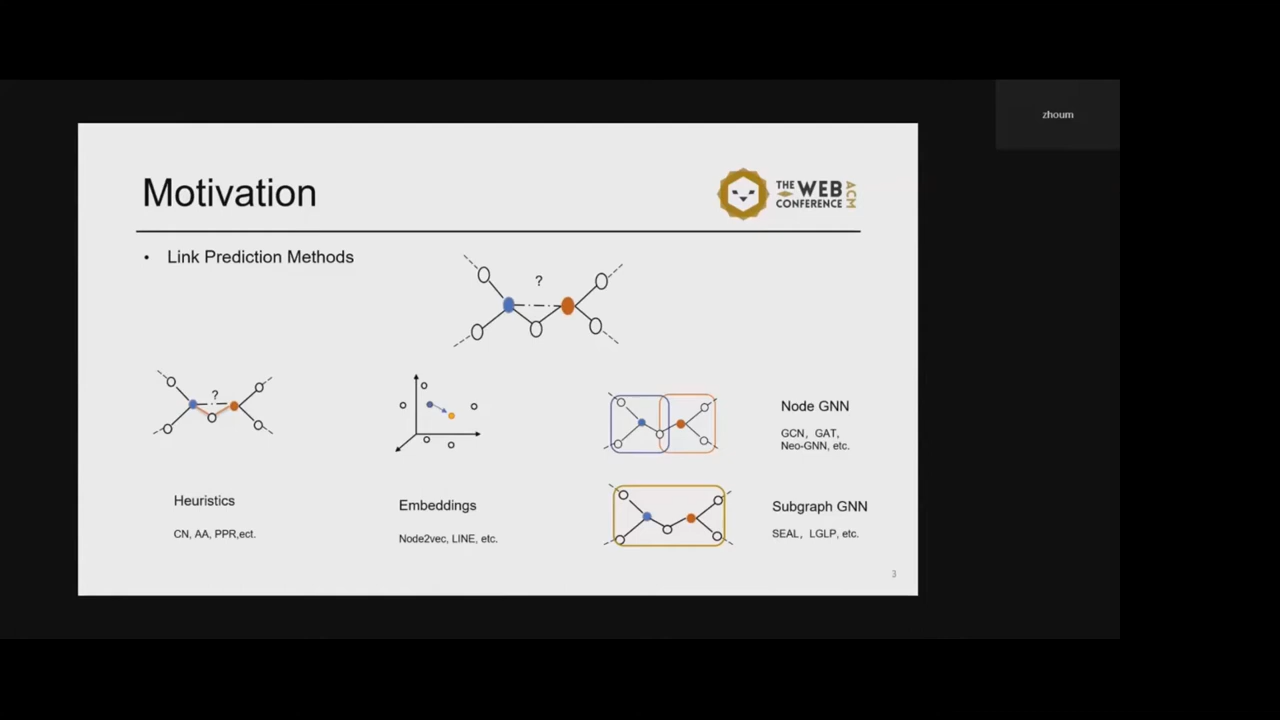 zhoum
Motivation
THE WEB
CONFERENCE
ACM
• Link Prediction Methods
?
?
Node GNN
GCN, GAT,
Neo-GNN, etc.
Heuristics
CN, AA, PPR,ect.
Embeddings
Node2vec, LINE, etc.
Subgraph GNN
SEAL, LGLP, etc.
3